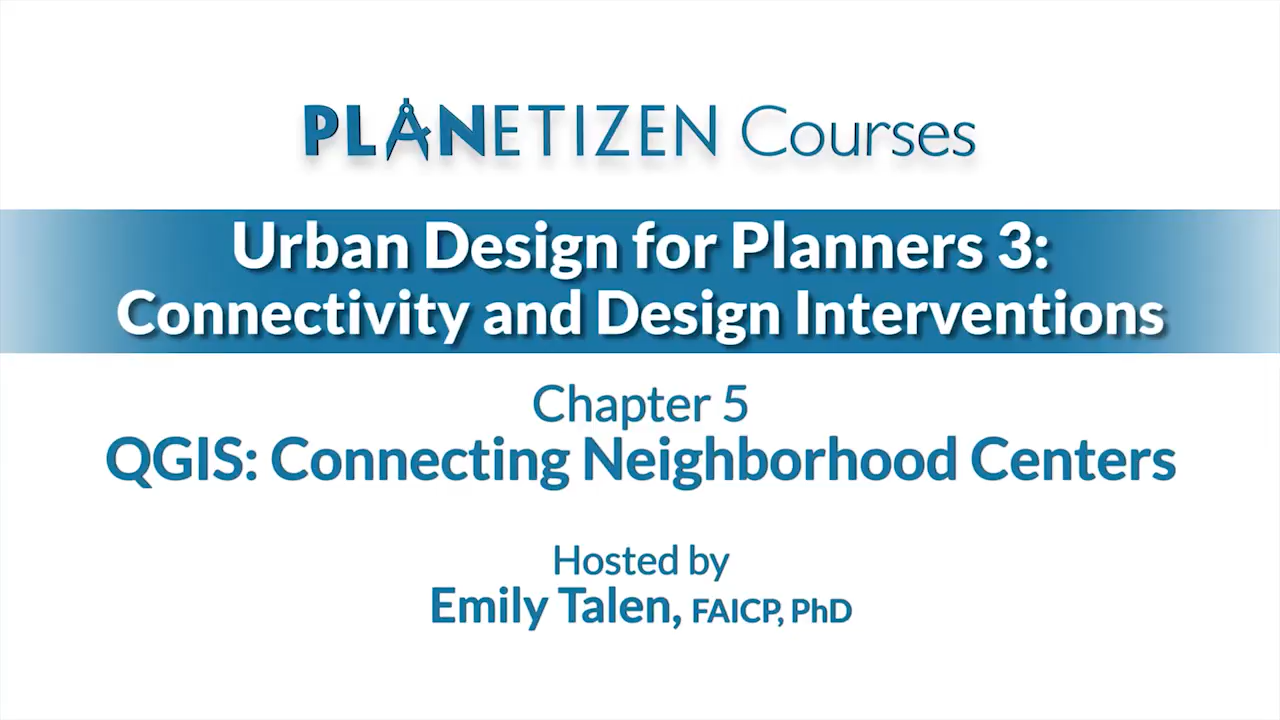 PLANETIZEN Courses
Urban Design for Planners 3:
Connectivity and Design Interventions
Chapter 5
QGIS: Connecting Neighborhood Centers
Hosted by
Emily Talen, FAICP, PhD